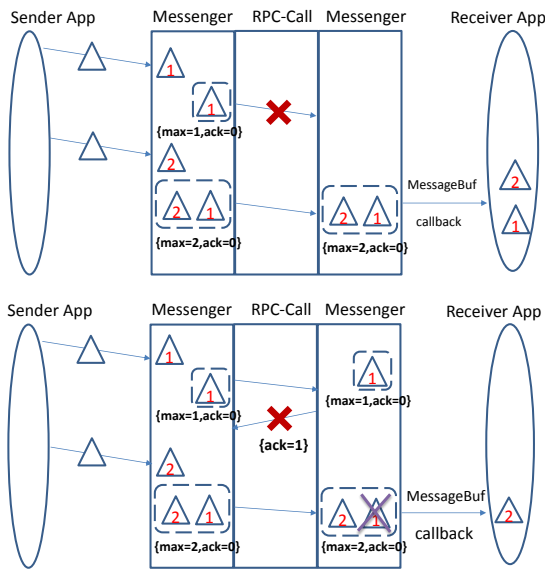 Sender App Messenger RPC-Call Messenger Receiver App
1
1
{max=1,ack=0}
2
2 1 2 1 MessageBuf 2
callback 1
{max=2,ack=0} {max=2,ack=0}
Sender App Messenger RPC-Call Messenger Receiver App
1
1 1
{max=1,ack=0} {max=1,ack=0}
{ack=1}
2
2 1 2 1 MessageBuf 2
callback
{max=2,ack=0} {max=2,ack=0}